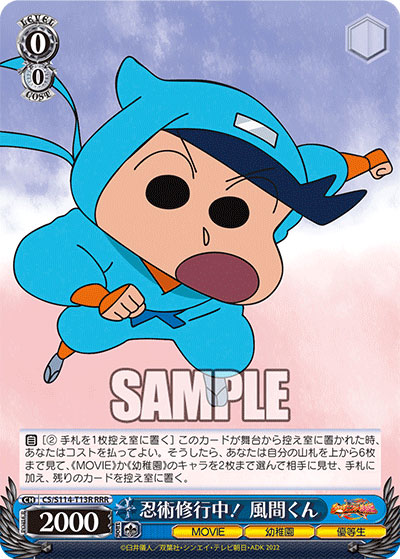 LEVEL
0
0
COST
SAMPLE
自 [② 手札を1枚控え室に置く] このカードが舞台から控え室に置かれた時、
あなたはコストを払ってよい。そうしたら、あなたは自分の山札を上から6枚
まで見て、《MOVIE》か《幼稚園》のキャラを2枚まで選んで相手に見せ、手札に
加え、残りのカードを控え室に置く。
CH CS/S114-T13R RRR
2000
忍術修行中! 風間くん
MOVIE 幼稚園 優等生
©臼井儀人/双葉社・シンエイ・テレビ朝日・ADK 2022